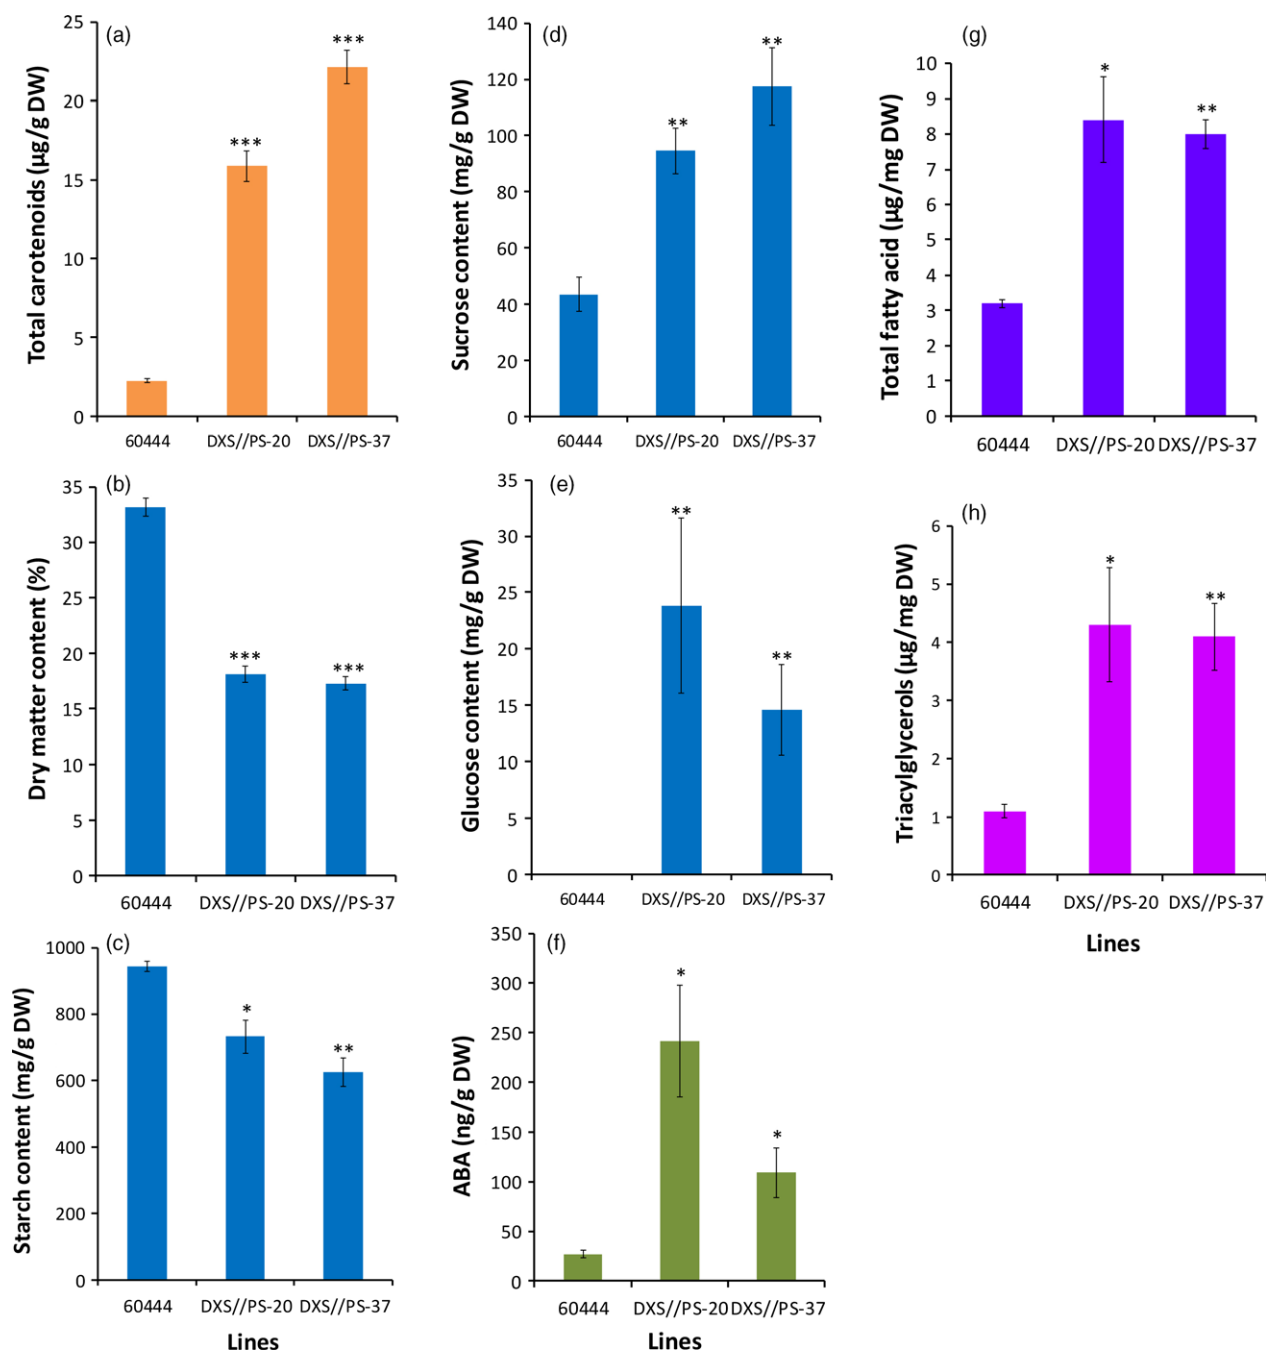 (a)
Total carotenoids (μg/g DW)
25
20
15
10
5
0
***
***
60444 DXS//PS-20 DXS//PS-37
(b)
Dry matter content (%)
35
30
25
20
15
10
5
0
***
***
60444 DXS//PS-20 DXS//PS-37
(c)
Starch content (mg/g DW)
1000
800
600
400
200
0
*
**
60444 DXS//PS-20 DXS//PS-37
Lines
(d)
Sucrose content (mg/g DW)
140
120
100
80
60
40
20
0
**
**
60444 DXS//PS-20 DXS//PS-37
(e)
Glucose content (mg/g DW)
35
30
25
20
15
10
5
0
**
**
60444 DXS//PS-20 DXS//PS-37
(f)
ABA (ng/g DW)
350
300
250
200
150
100
50
0
*
*
60444 DXS//PS-20 DXS//PS-37
Lines
(g)
Total fatty acid (μg/mg DW)
10
9
8
7
6
5
4
3
2
1
0
*
**
60444 DXS//PS-20 DXS//PS-37
(h)
Triacylglycerols (μg/mg DW)
6
5
4
3
2
1
0
*
**
60444 DXS//PS-20 DXS//PS-37
Lines